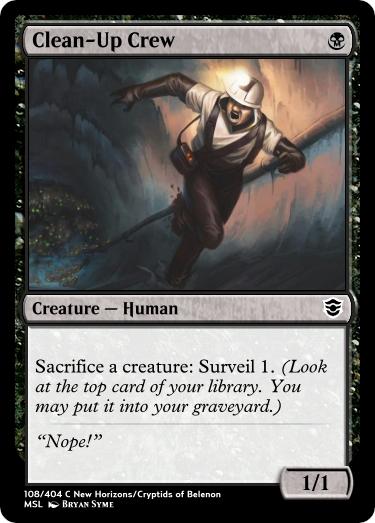 Clean-Up Crew
Creature — Human
Sacrifice a creature: Surveil 1. (Look
at the top card of your library. You
may put it into your graveyard.)
“Nope!”
1/1
108/404 C New Horizons/Cryptids of Belenon
MSL Bryan Syme